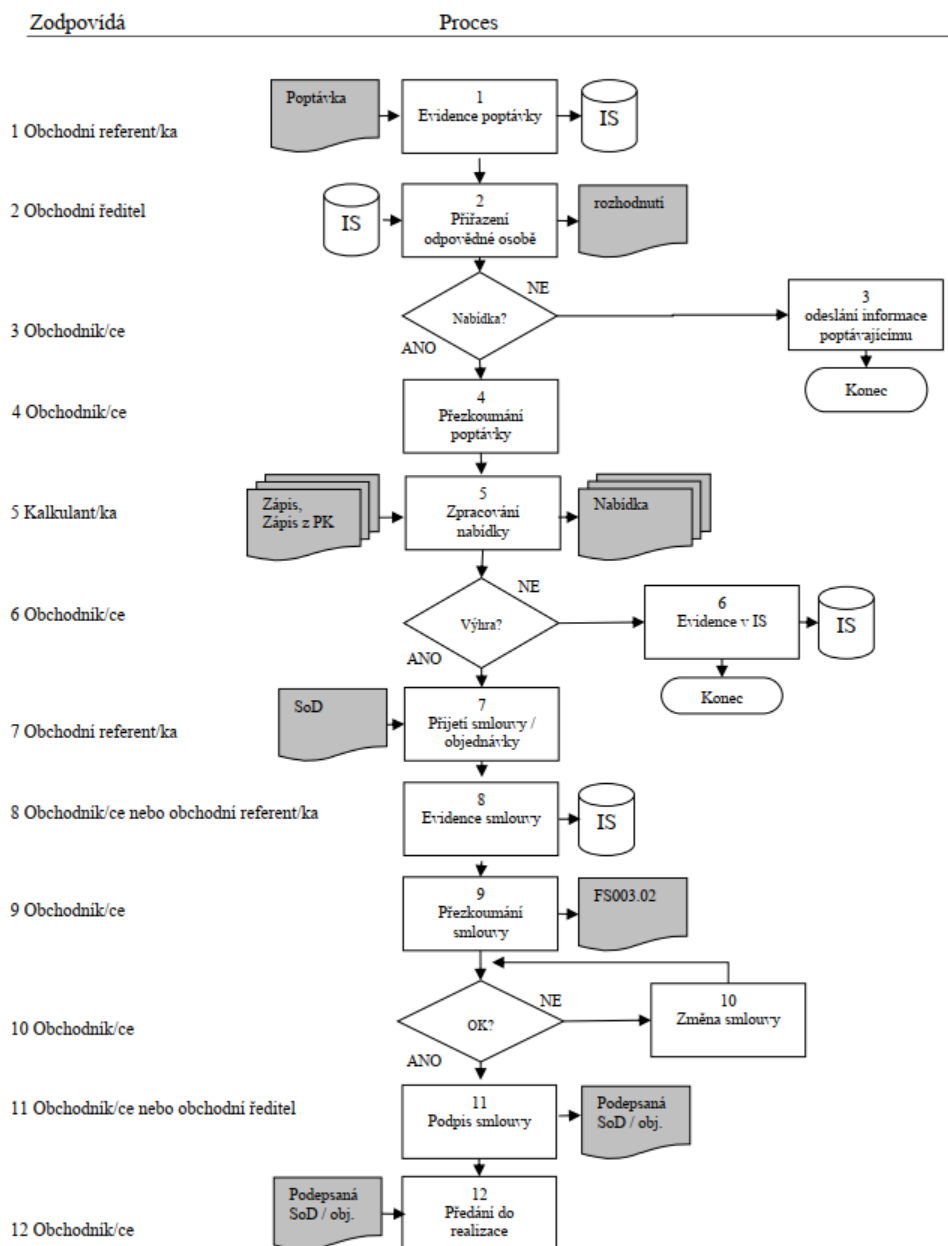 Zodpovídá
Proces
Poptávka
1
Evidence poptávky
IS
1 Obchodní referent/ka
2 Obchodní ředitel
IS
2
Přiřazení
odpovědné osobě
rozhodnutí
NE
Nabídka?
3
odeslání informace
poptávajícímu
3 Obchodník/ce
ANO
Konec
4
Přezkoumání
poptávky
4 Obchodník/ce
5 Kalkulant/ka
Zápis,
Zápis z PK
5
Zpracování
nabídky
Nabídka
NE
6 Obchodník/ce
Výhra?
6
Evidence v IS
IS
ANO
Konec
SoD
7
Přijetí smlouvy /
objednávky
7 Obchodní referent/ka
8 Obchodník/ce nebo obchodní referent/ka
8
Evidence smlouvy
IS
9 Obchodník/ce
9
Přezkoumání
smlouvy
FS003.02
NE
10 Obchodník/ce
OK?
10
Změna smlouvy
ANO
11 Obchodník/ce nebo obchodní ředitel
11
Podpis smlouvy
Podepsaná
SoD / obj.
Podepsaná
SoD / obj.
12
Předání do
realizace
12 Obchodník/ce